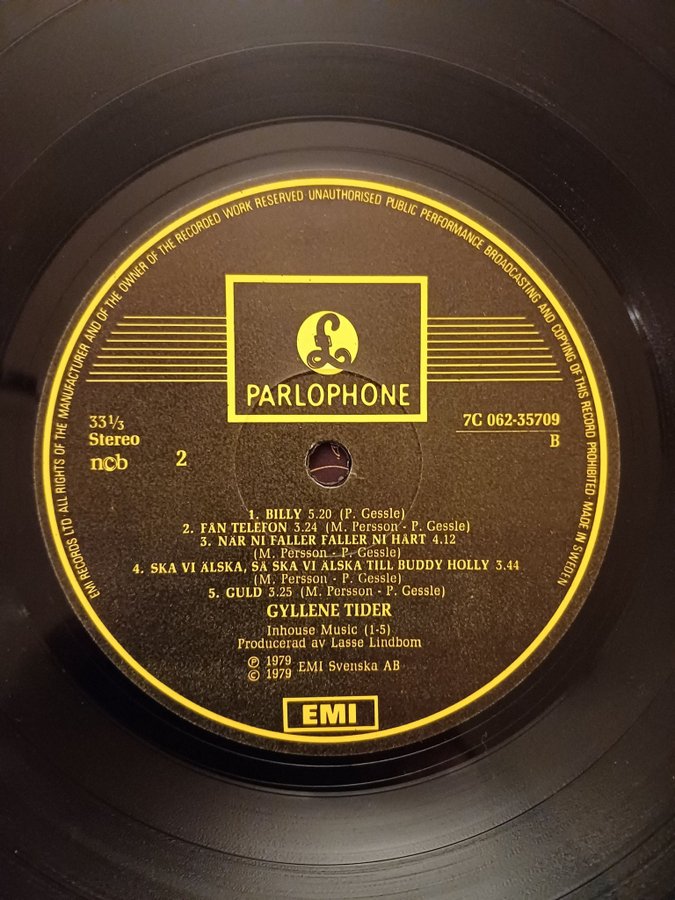 EMI RECORDS LTD · ALL RIGHTS OF THE MANUFACTURER AND OF THE OWNER OF THE RECORDED WORK RESERVED · UNAUTHORISED PUBLIC PERFORMANCE BROADCASTING AND COPYING OF THIS RECORD PROHIBITED · MADE IN SWEDEN
£
PARLOPHONE
33⅓
Stereo
ncb
2
7C 062-35709
B
1. BILLY 5.20 (P. Gessle)
2. FAN TELEFON 3.24 (M. Persson - P. Gessle)
3. NÄR NI FALLER FALLER NI HÅRT 4.12
(M. Persson - P. Gessle)
4. SKA VI ÄLSKA, SÅ SKA VI ÄLSKA TILL BUDDY HOLLY 3.44
(M. Persson - P. Gessle)
5. GULD 3.25 (M. Persson - P. Gessle)
GYLLENE TIDER
Inhouse Music (1-5)
Producerad av Lasse Lindbom
℗ 1979
© 1979 EMI Svenska AB
EMI